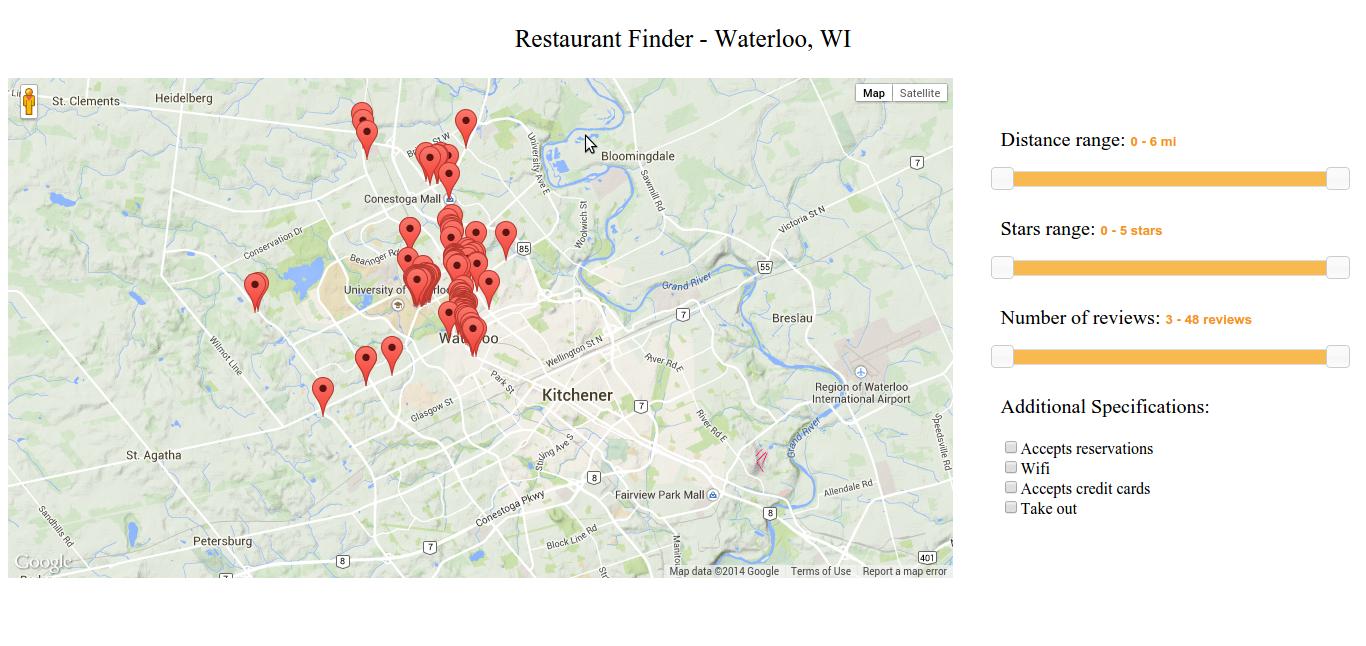 Restaurant Finder - Waterloo, WI
St. Clements
Heidelberg
Map
Satellite
Bloomingdale
7
University Ave E
Sawmill Rd
Conestoga Mall
Woolwich St
Victoria St N
Conservation Dr
85
55
University of
Grand River
7
Breslau
Wilmot Line
Wellington St N
River Rd E
Park St
Region of Waterloo
International Airport
Kitchener
7
Glasgow St
River Rd E
Grand River
Speedsville Rd
St. Agatha
8
Fairview Park Mall
Allendale Rd
Conestoga Pkwy
8
Sandhills Rd
Block Line Rd
Petersburg
7
8
401
Google
Map data ©2014 Google
Terms of Use
Report a map error
Distance range: 0 - 6 mi
Stars range: 0 - 5 stars
Number of reviews: 3 - 48 reviews
Additional Specifications:
Accepts reservations
Wifi
Accepts credit cards
Take out